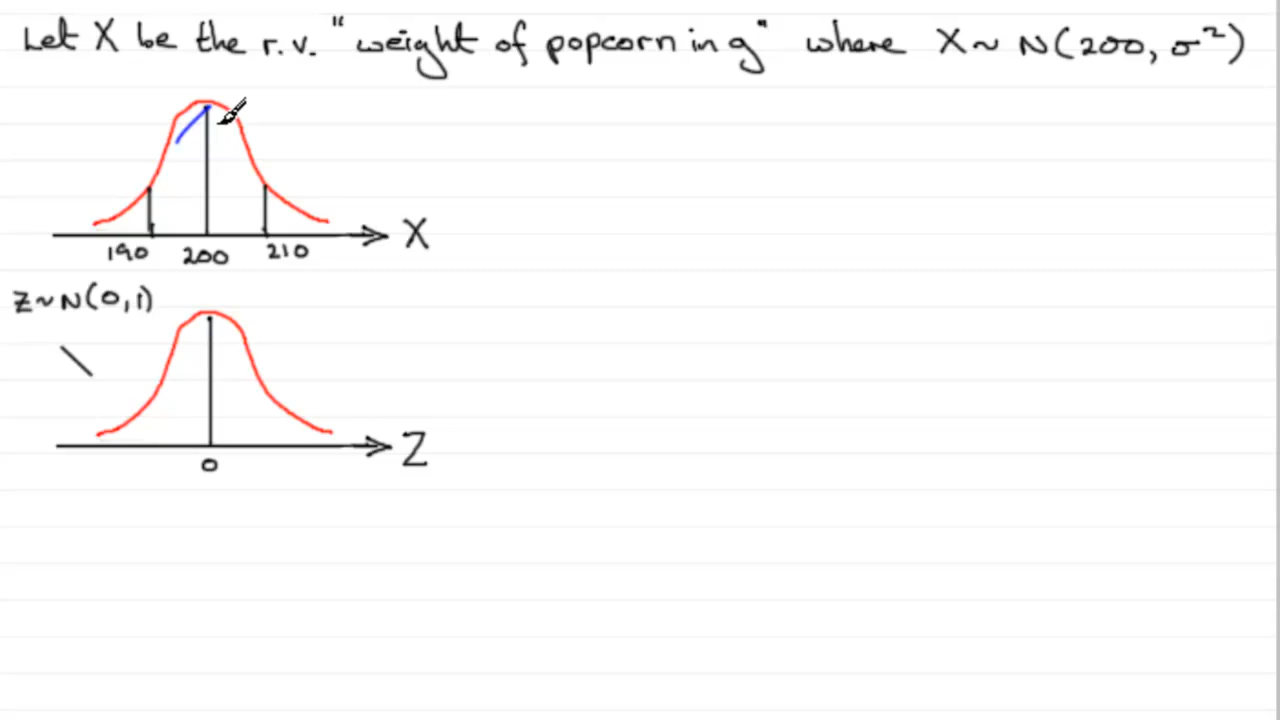 Let X be the r.v. "weight of popcorn in g" where X ~ N(200, σ²)
X
190 200 210
Z~N(0,1)
Z
0